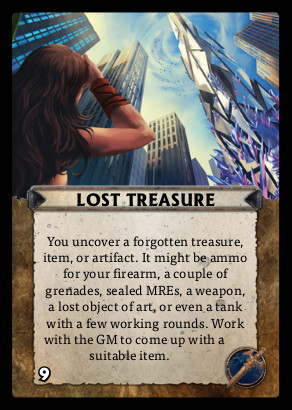 LOST TREASURE
You uncover a forgotten treasure,
item, or artifact. It might be ammo
for your firearm, a couple of
grenades, sealed MREs, a weapon,
a lost object of art, or even a tank
with a few working rounds. Work
with the GM to come up with a
suitable item.
9